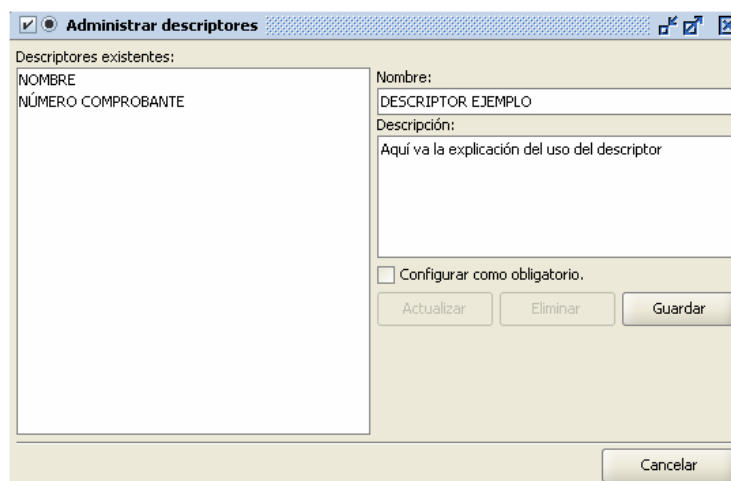 Administrar descriptores
Descriptores existentes:
NOMBRE
NÚMERO COMPROBANTE
Nombre:
DESCRIPTOR EJEMPLO
Descripción:
Aquí va la explicación del uso del descriptor
Configurar como obligatorio.
Actualizar
Eliminar
Guardar
Cancelar